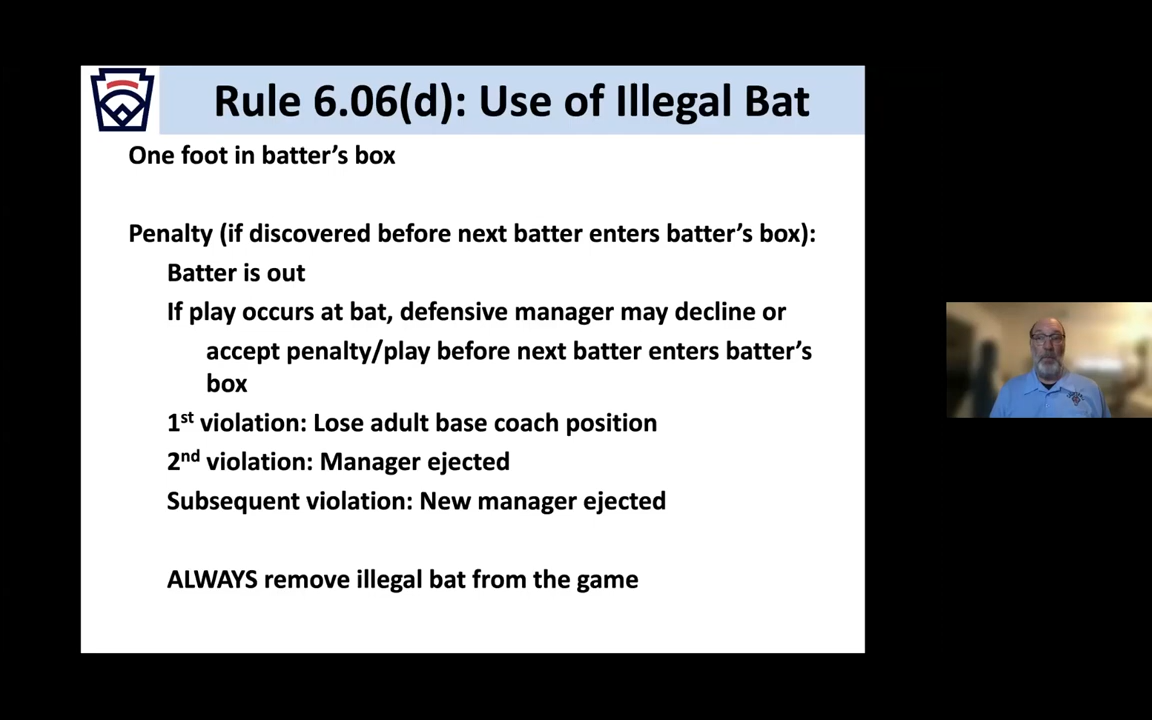 Rule 6.06(d): Use of Illegal Bat
One foot in batter’s box
Penalty (if discovered before next batter enters batter’s box):
Batter is out
If play occurs at bat, defensive manager may decline or
accept penalty/play before next batter enters batter’s
box
1st violation: Lose adult base coach position
2nd violation: Manager ejected
Subsequent violation: New manager ejected
ALWAYS remove illegal bat from the game